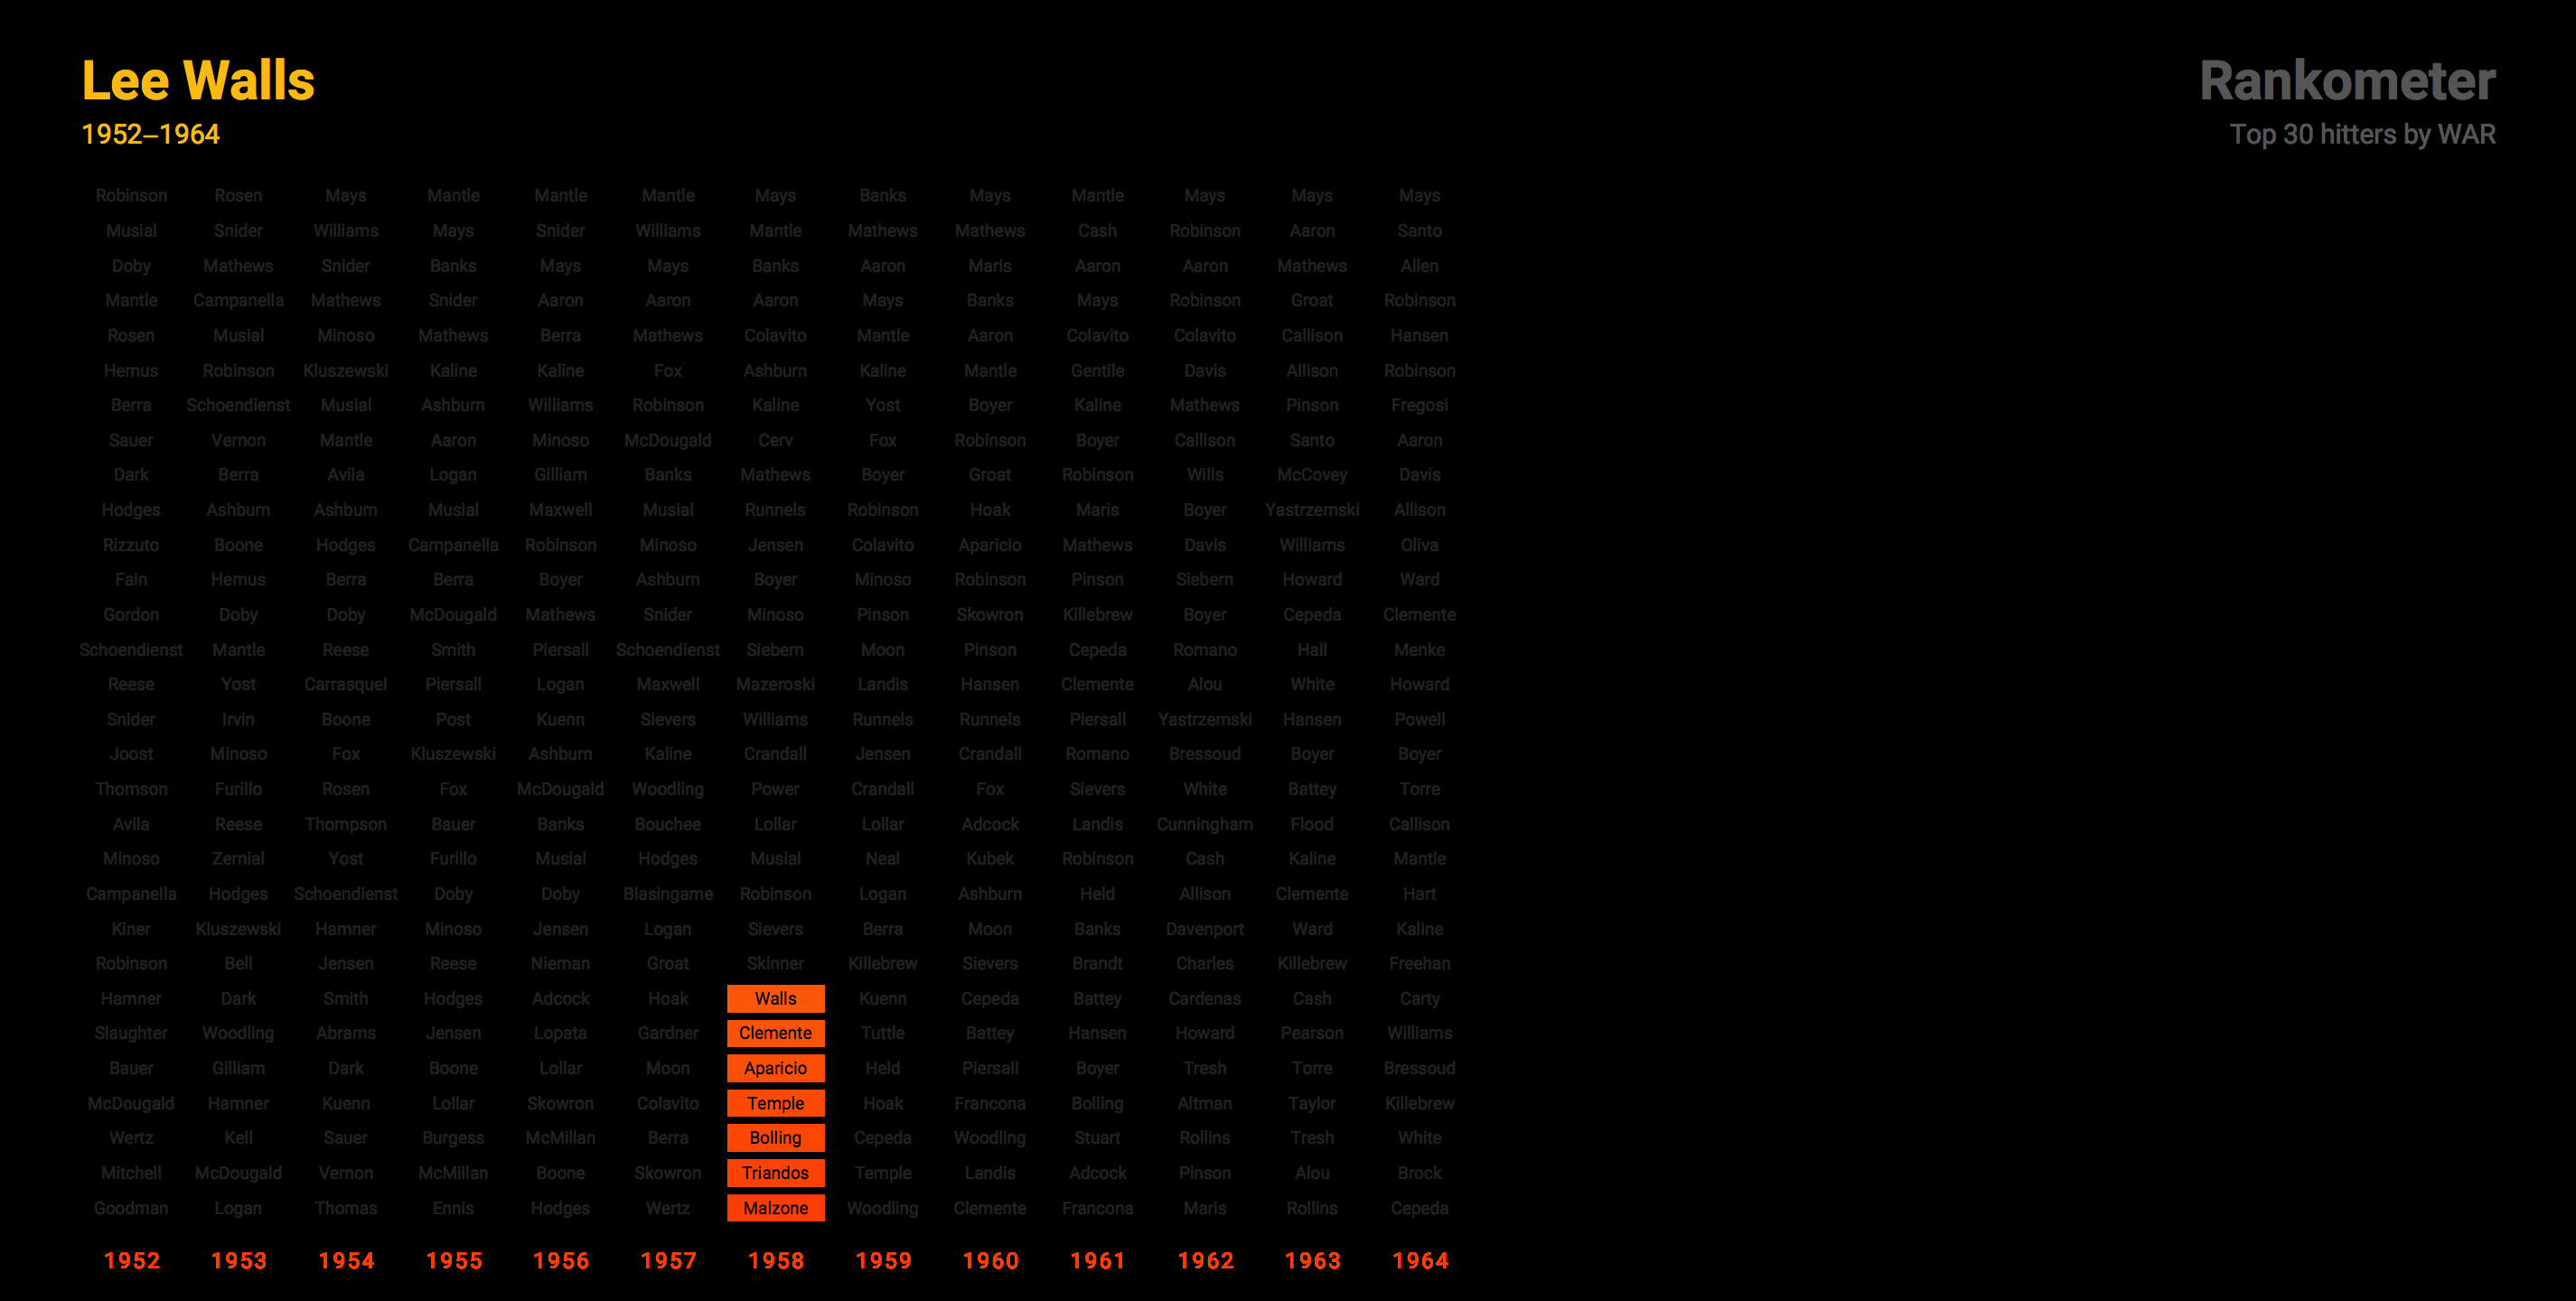 Lee Walls
1952–1964
Rankometer
Top 30 hitters by WAR
Robinson Rosen Mays Mantle Mantle Mantle Mays Banks Mays Mantle Mays Mays Mays
Musial Snider Williams Mays Snider Williams Mantle Mathews Mathews Cash Robinson Aaron Santo
Doby Mathews Snider Banks Mays Mays Banks Aaron Maris Aaron Aaron Mathews Allen
Mantle Campanella Mathews Snider Aaron Aaron Aaron Mays Banks Mays Robinson Groat Robinson
Rosen Musial Minoso Mathews Berra Mathews Colavito Mantle Aaron Colavito Colavito Callison Hansen
Hemus Robinson Kluszewski Kaline Kaline Fox Ashburn Kaline Mantle Gentile Davis Allison Robinson
Berra Schoendienst Musial Ashburn Williams Robinson Kaline Yost Boyer Kaline Mathews Pinson Fregosi
Sauer Vernon Mantle Aaron Minoso McDougald Cerv Fox Robinson Boyer Callison Santo Aaron
Dark Berra Avila Logan Gilliam Banks Mathews Boyer Groat Robinson Wills McCovey Davis
Hodges Ashburn Ashburn Musial Maxwell Musial Runnels Robinson Hoak Maris Boyer Yastrzemski Allison
Rizzuto Boone Hodges Campanella Robinson Minoso Jensen Colavito Aparicio Mathews Davis Williams Oliva
Fain Hemus Berra Berra Boyer Ashburn Boyer Minoso Robinson Pinson Siebern Howard Ward
Gordon Doby Doby McDougald Mathews Snider Minoso Pinson Skowron Killebrew Boyer Cepeda Clemente
Schoendienst Mantle Reese Smith Piersall Schoendienst Siebern Moon Pinson Cepeda Romano Hall Menke
Reese Yost Carrasquel Piersall Logan Maxwell Mazeroski Landis Hansen Clemente Alou White Howard
Snider Irvin Boone Post Kuenn Sievers Williams Runnels Runnels Piersall Yastrzemski Hansen Powell
Joost Minoso Fox Kluszewski Ashburn Kaline Crandall Jensen Crandall Romano Bressoud Boyer Boyer
Thomson Furillo Rosen Fox McDougald Woodling Power Crandall Fox Sievers White Battey Torre
Avila Reese Thompson Bauer Banks Bouchee Lollar Lollar Adcock Landis Cunningham Flood Callison
Minoso Zernial Yost Furillo Musial Hodges Musial Neal Kubek Robinson Cash Kaline Mantle
Campanella Hodges Schoendienst Doby Doby Blasingame Robinson Logan Ashburn Held Allison Clemente Hart
Kiner Kluszewski Hamner Minoso Jensen Logan Sievers Berra Moon Banks Davenport Ward Kaline
Robinson Bell Jensen Reese Nieman Groat Skinner Killebrew Sievers Brandt Charles Killebrew Freehan
Hamner Dark Smith Hodges Adcock Hoak Walls Kuenn Cepeda Battey Cardenas Cash Carty
Slaughter Woodling Abrams Jensen Lopata Gardner Clemente Tuttle Battey Hansen Howard Pearson Williams
Bauer Gilliam Dark Boone Lollar Moon Aparicio Held Piersall Boyer Tresh Torre Bressoud
McDougald Hamner Kuenn Lollar Skowron Colavito Temple Hoak Francona Bolling Altman Taylor Killebrew
Wertz Kell Sauer Burgess McMillan Berra Bolling Cepeda Woodling Stuart Rollins Tresh White
Mitchell McDougald Vernon McMillan Boone Skowron Triandos Temple Landis Adcock Pinson Alou Brock
Goodman Logan Thomas Ennis Hodges Wertz Malzone Woodling Clemente Francona Maris Rollins Cepeda
1952 1953 1954 1955 1956 1957 1958 1959 1960 1961 1962 1963 1964